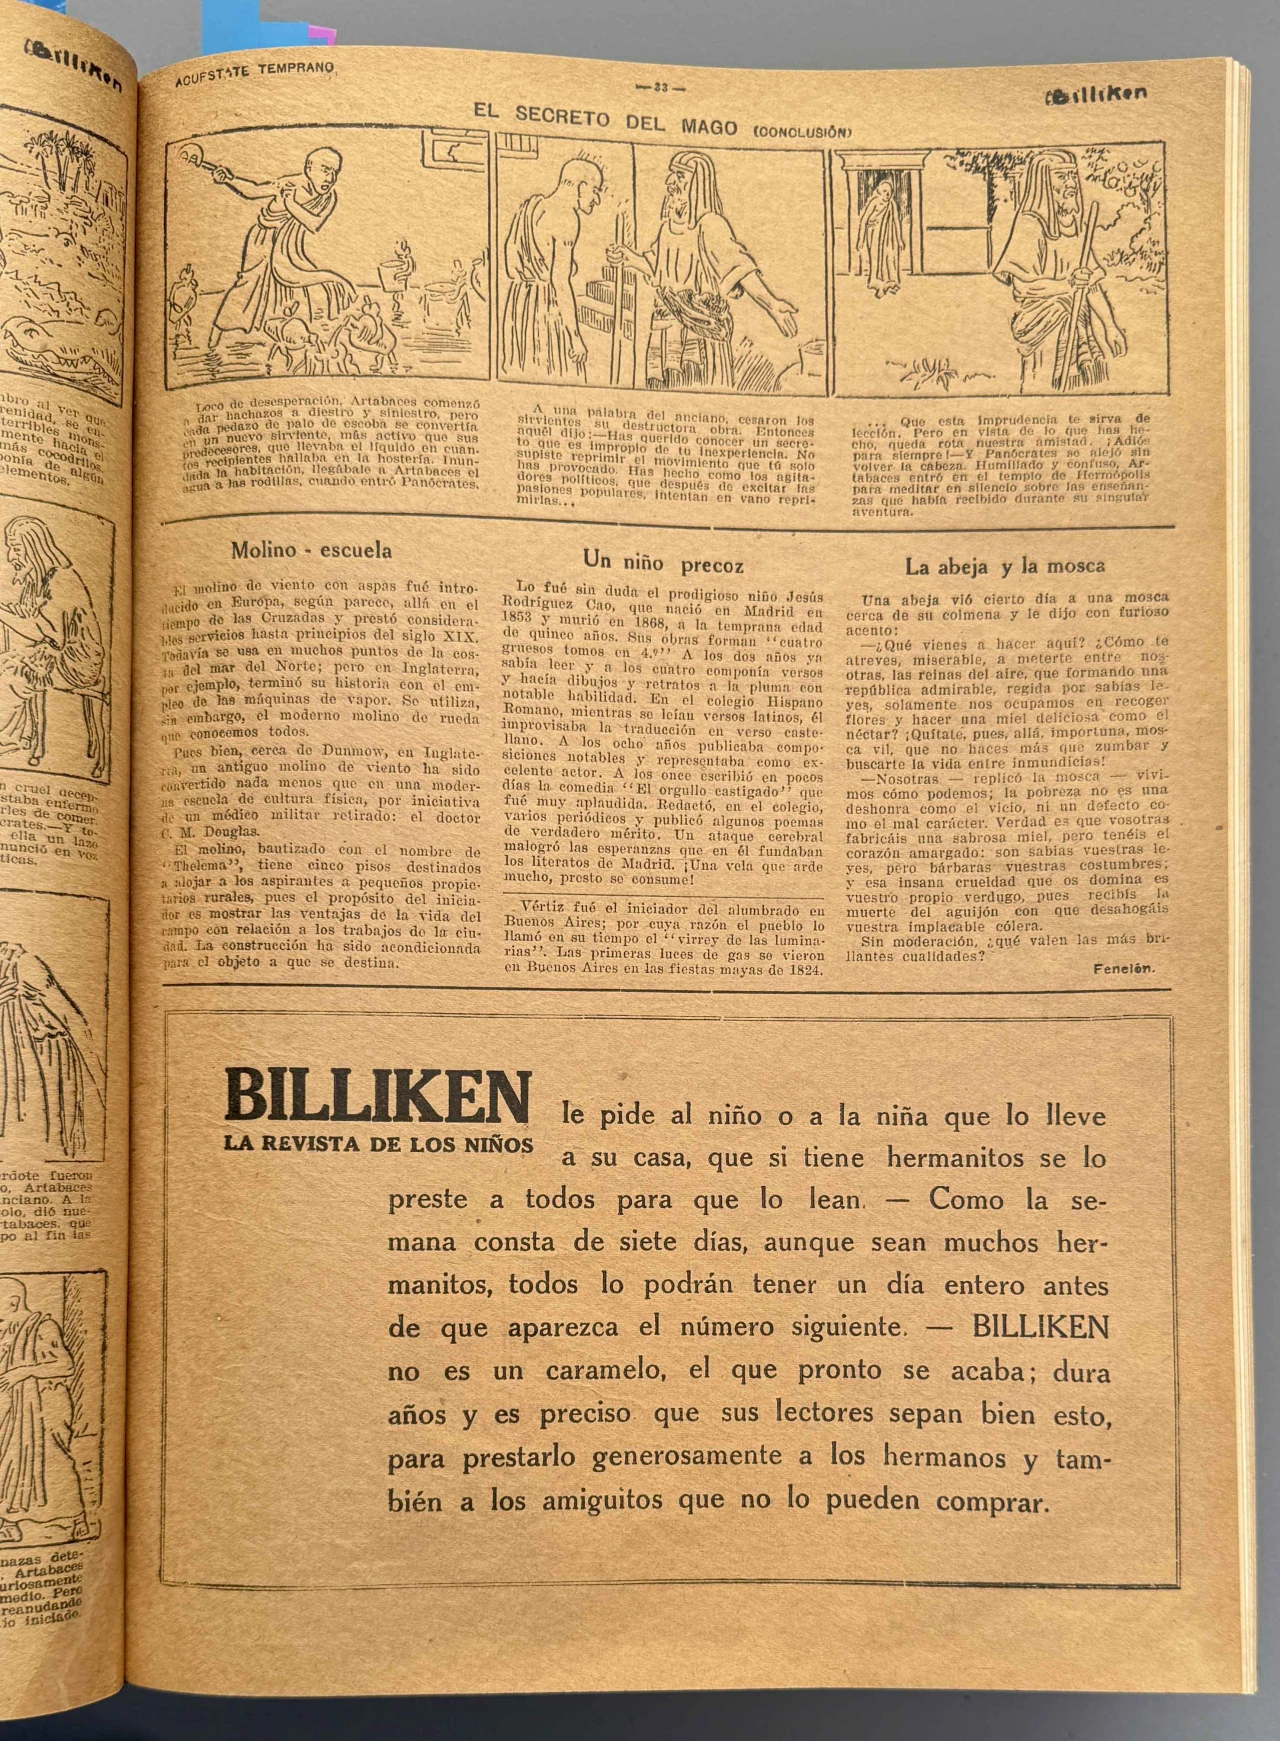 Billiken
ACUESTATE TEMPRANO
— 33 —
Billiken
EL SECRETO DEL MAGO (CONCLUSIÓN)
Loco de desesperación, Artabaces comenzó
a dar hachazos a diestro y siniestro, pero
cada pedazo de palo de escoba se convertía
en un nuevo sirviente, más activo que sus
predecesores, que llevaba el líquido en cuan-
tos recipientes hallaba en la hostería. Inun-
dada la habitación, llegábale a Artabaces el
agua a las rodillas, cuando entró Panócrates,
A una palabra del anciano, cesaron los
sirvientes su destructora obra. Entonces
aquél dijo:—Has querido conocer un secre-
to que es impropio de tu inexperiencia. No
supiste reprimir el movimiento que tú solo
has provocado. Has hecho como los agita-
dores políticos, que después de excitar las
pasiones populares, intentan en vano repri-
mirlas...
... Que esta imprudencia te sirva de
lección. Pero en vista de lo que has he-
cho, queda rota nuestra amistad. ¡Adiós
para siempre!—Y Panócrates se alejó sin
volver la cabeza. Humillado y confuso, Ar-
tabaces entró en el templo de Hermópolis
para meditar en silencio sobre las enseñan-
zas que había recibido durante su singular
aventura.
Molino - escuela
El molino de viento con aspas fué intro-
ducido en Europa, según parece, allá en el
tiempo de las Cruzadas y prestó considera-
bles servicios hasta principios del siglo XIX.
Todavía se usa en muchos puntos de la cos-
ta del mar del Norte; pero en Inglaterra,
por ejemplo, terminó su historia con el em-
pleo de las máquinas de vapor. Se utiliza,
sin embargo, el moderno molino de rueda
que conocemos todos.
Pues bien, cerca de Dunmow, en Inglate-
rra, un antiguo molino de viento ha sido
convertido nada menos que en una moder-
na escuela de cultura física, por iniciativa
de un médico militar retirado: el doctor
C. M. Douglas.
El molino, bautizado con el nombre de
"Thelema", tiene cinco pisos destinados
a alojar a los aspirantes a pequeños propie-
tarios rurales, pues el propósito del inicia-
dor es mostrar las ventajas de la vida del
campo con relación a los trabajos de la ciu-
dad. La construcción ha sido acondicionada
para el objeto a que se destina.
Un niño precoz
Lo fué sin duda el prodigioso niño Jesús
Rodríguez Cao, que nació en Madrid en
1853 y murió en 1868, a la temprana edad
de quince años. Sus obras forman "cuatro
gruesos tomos en 4.º" A los dos años ya
sabía leer y a los cuatro componía versos
y hacía dibujos y retratos a la pluma con
notable habilidad. En el colegio Hispano
Romano, mientras se leían versos latinos, él
improvisaba la traducción en verso caste-
llano. A los ocho años publicaba compo-
siciones notables y representaba como ex-
celente actor. A los once escribió en pocos
días la comedia "El orgullo castigado" que
fué muy aplaudida. Redactó, en el colegio,
varios periódicos y publicó algunos poemas
de verdadero mérito. Un ataque cerebral
malogró las esperanzas que en él fundaban
los literatos de Madrid. ¡Una vela que arde
mucho, presto se consume!
Vértiz fué el iniciador del alumbrado en
Buenos Aires; por cuya razón el pueblo lo
llamó en su tiempo el "virrey de las lumina-
rias". Las primeras luces de gas se vieron
en Buenos Aires en las fiestas mayas de 1824.
La abeja y la mosca
Una abeja vió cierto día a una mosca
cerca de su colmena y le dijo con furioso
acento:
—¿Qué vienes a hacer aquí? ¿Cómo te
atreves, miserable, a meterte entre nos-
otras, las reinas del aire, que formando una
república admirable, regida por sabias le-
yes, solamente nos ocupamos en recoger
flores y hacer una miel deliciosa como el
néctar? ¡Quítate, pues, allá, importuna, mos-
ca vil, que no haces más que zumbar y
buscarte la vida entre inmundicias!
—Nosotras — replicó la mosca — vivi-
mos cómo podemos; la pobreza no es una
deshonra como el vicio, ni un defecto co-
mo el mal carácter. Verdad es que vosotras
fabricáis una sabrosa miel, pero tenéis el
corazón amargado: son sabias vuestras le-
yes, pero bárbaras vuestras costumbres;
y esa insana crueldad que os domina es
vuestro propio verdugo, pues recibís la
muerte del aguijón con que desahogáis
vuestra implacable cólera.
Sin moderación, ¿qué valen las más bri-
llantes cualidades?
Fenelón.
BILLIKEN
LA REVISTA DE LOS NIÑOS
le pide al niño o a la niña que lo lleve
a su casa, que si tiene hermanitos se lo
preste a todos para que lo lean. — Como la se-
mana consta de siete días, aunque sean muchos her-
manitos, todos lo podrán tener un día entero antes
de que aparezca el número siguiente. — BILLIKEN
no es un caramelo, el que pronto se acaba; dura
años y es preciso que sus lectores sepan bien esto,
para prestarlo generosamente a los hermanos y tam-
bién a los amiguitos que no lo pueden comprar.